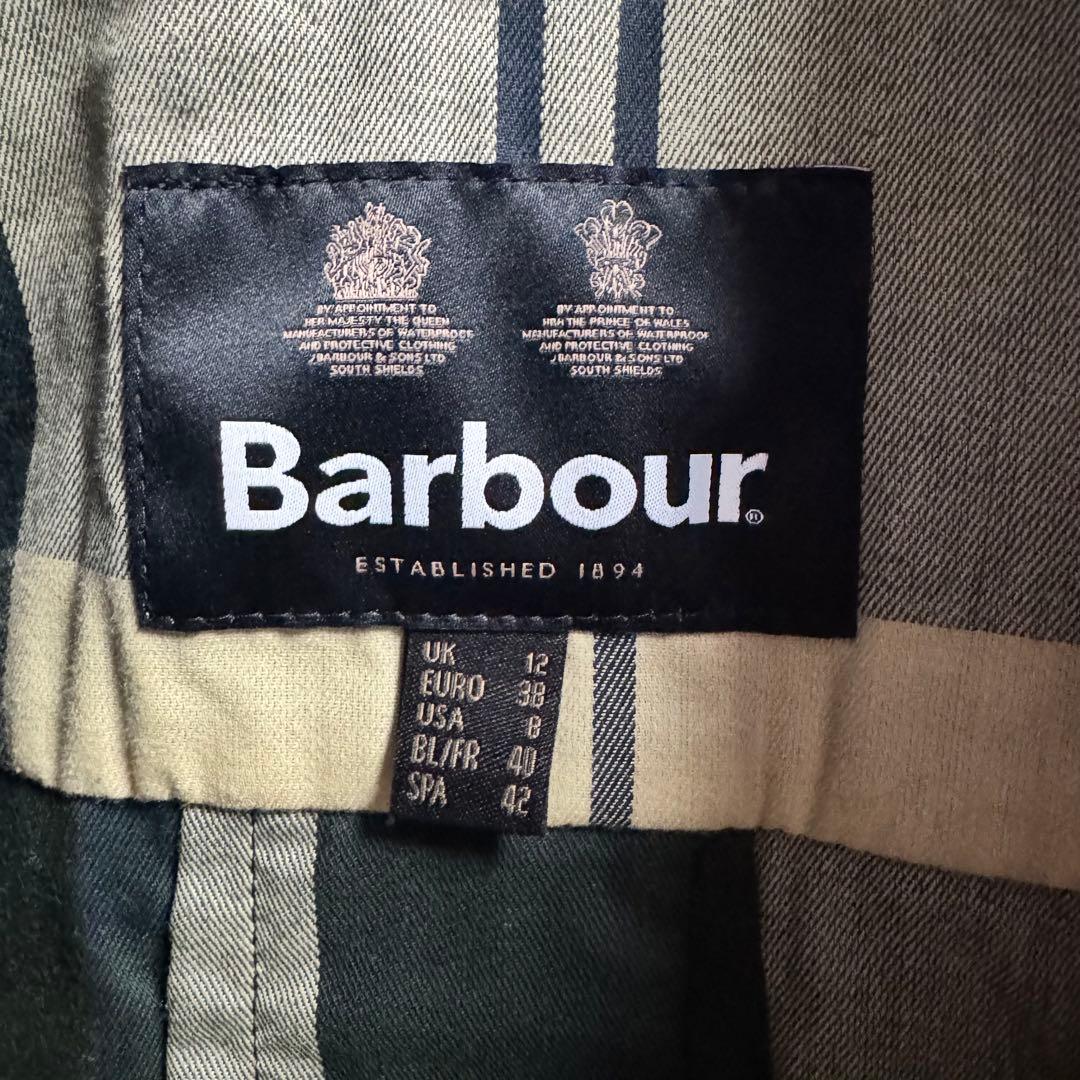 BY APPOINTMENT TO
HER MAJESTY THE QUEEN
MANUFACTURERS OF WATERPROOF
AND PROTECTIVE CLOTHING
J BARBOUR & SONS LTD
SOUTH SHIELDS
BY APPOINTMENT TO
HRH THE PRINCE OF WALES
MANUFACTURERS OF WATERPROOF
AND PROTECTIVE CLOTHING
J BARBOUR & SONS LTD
SOUTH SHIELDS
Barbour®
ESTABLISHED 1894
UK 12
EURO 38
USA 8
BL/FR 40
SPA 42